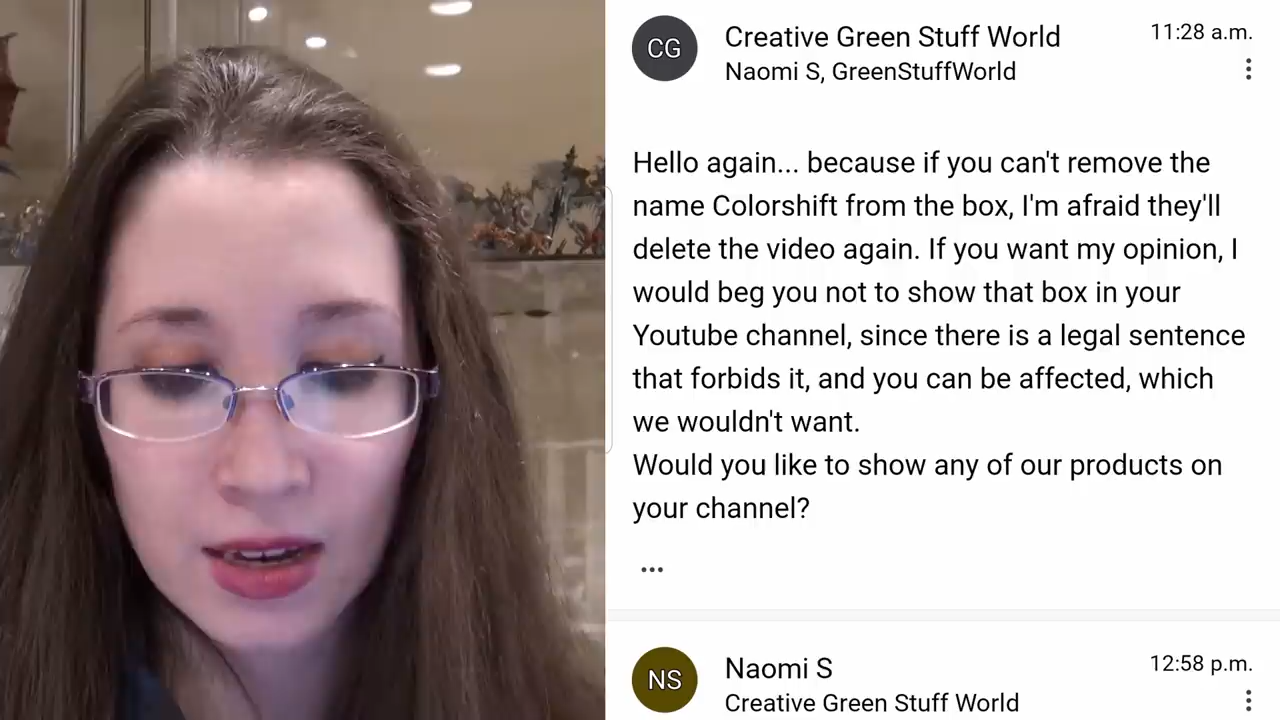 CG
Creative Green Stuff World
11:28 a.m.
Naomi S, GreenStuffWorld
Hello again... because if you can't remove the
name Colorshift from the box, I'm afraid they'll
delete the video again. If you want my opinion, I
would beg you not to show that box in your
Youtube channel, since there is a legal sentence
that forbids it, and you can be affected, which
we wouldn't want.
Would you like to show any of our products on
your channel?
...
NS
Naomi S
12:58 p.m.
Creative Green Stuff World